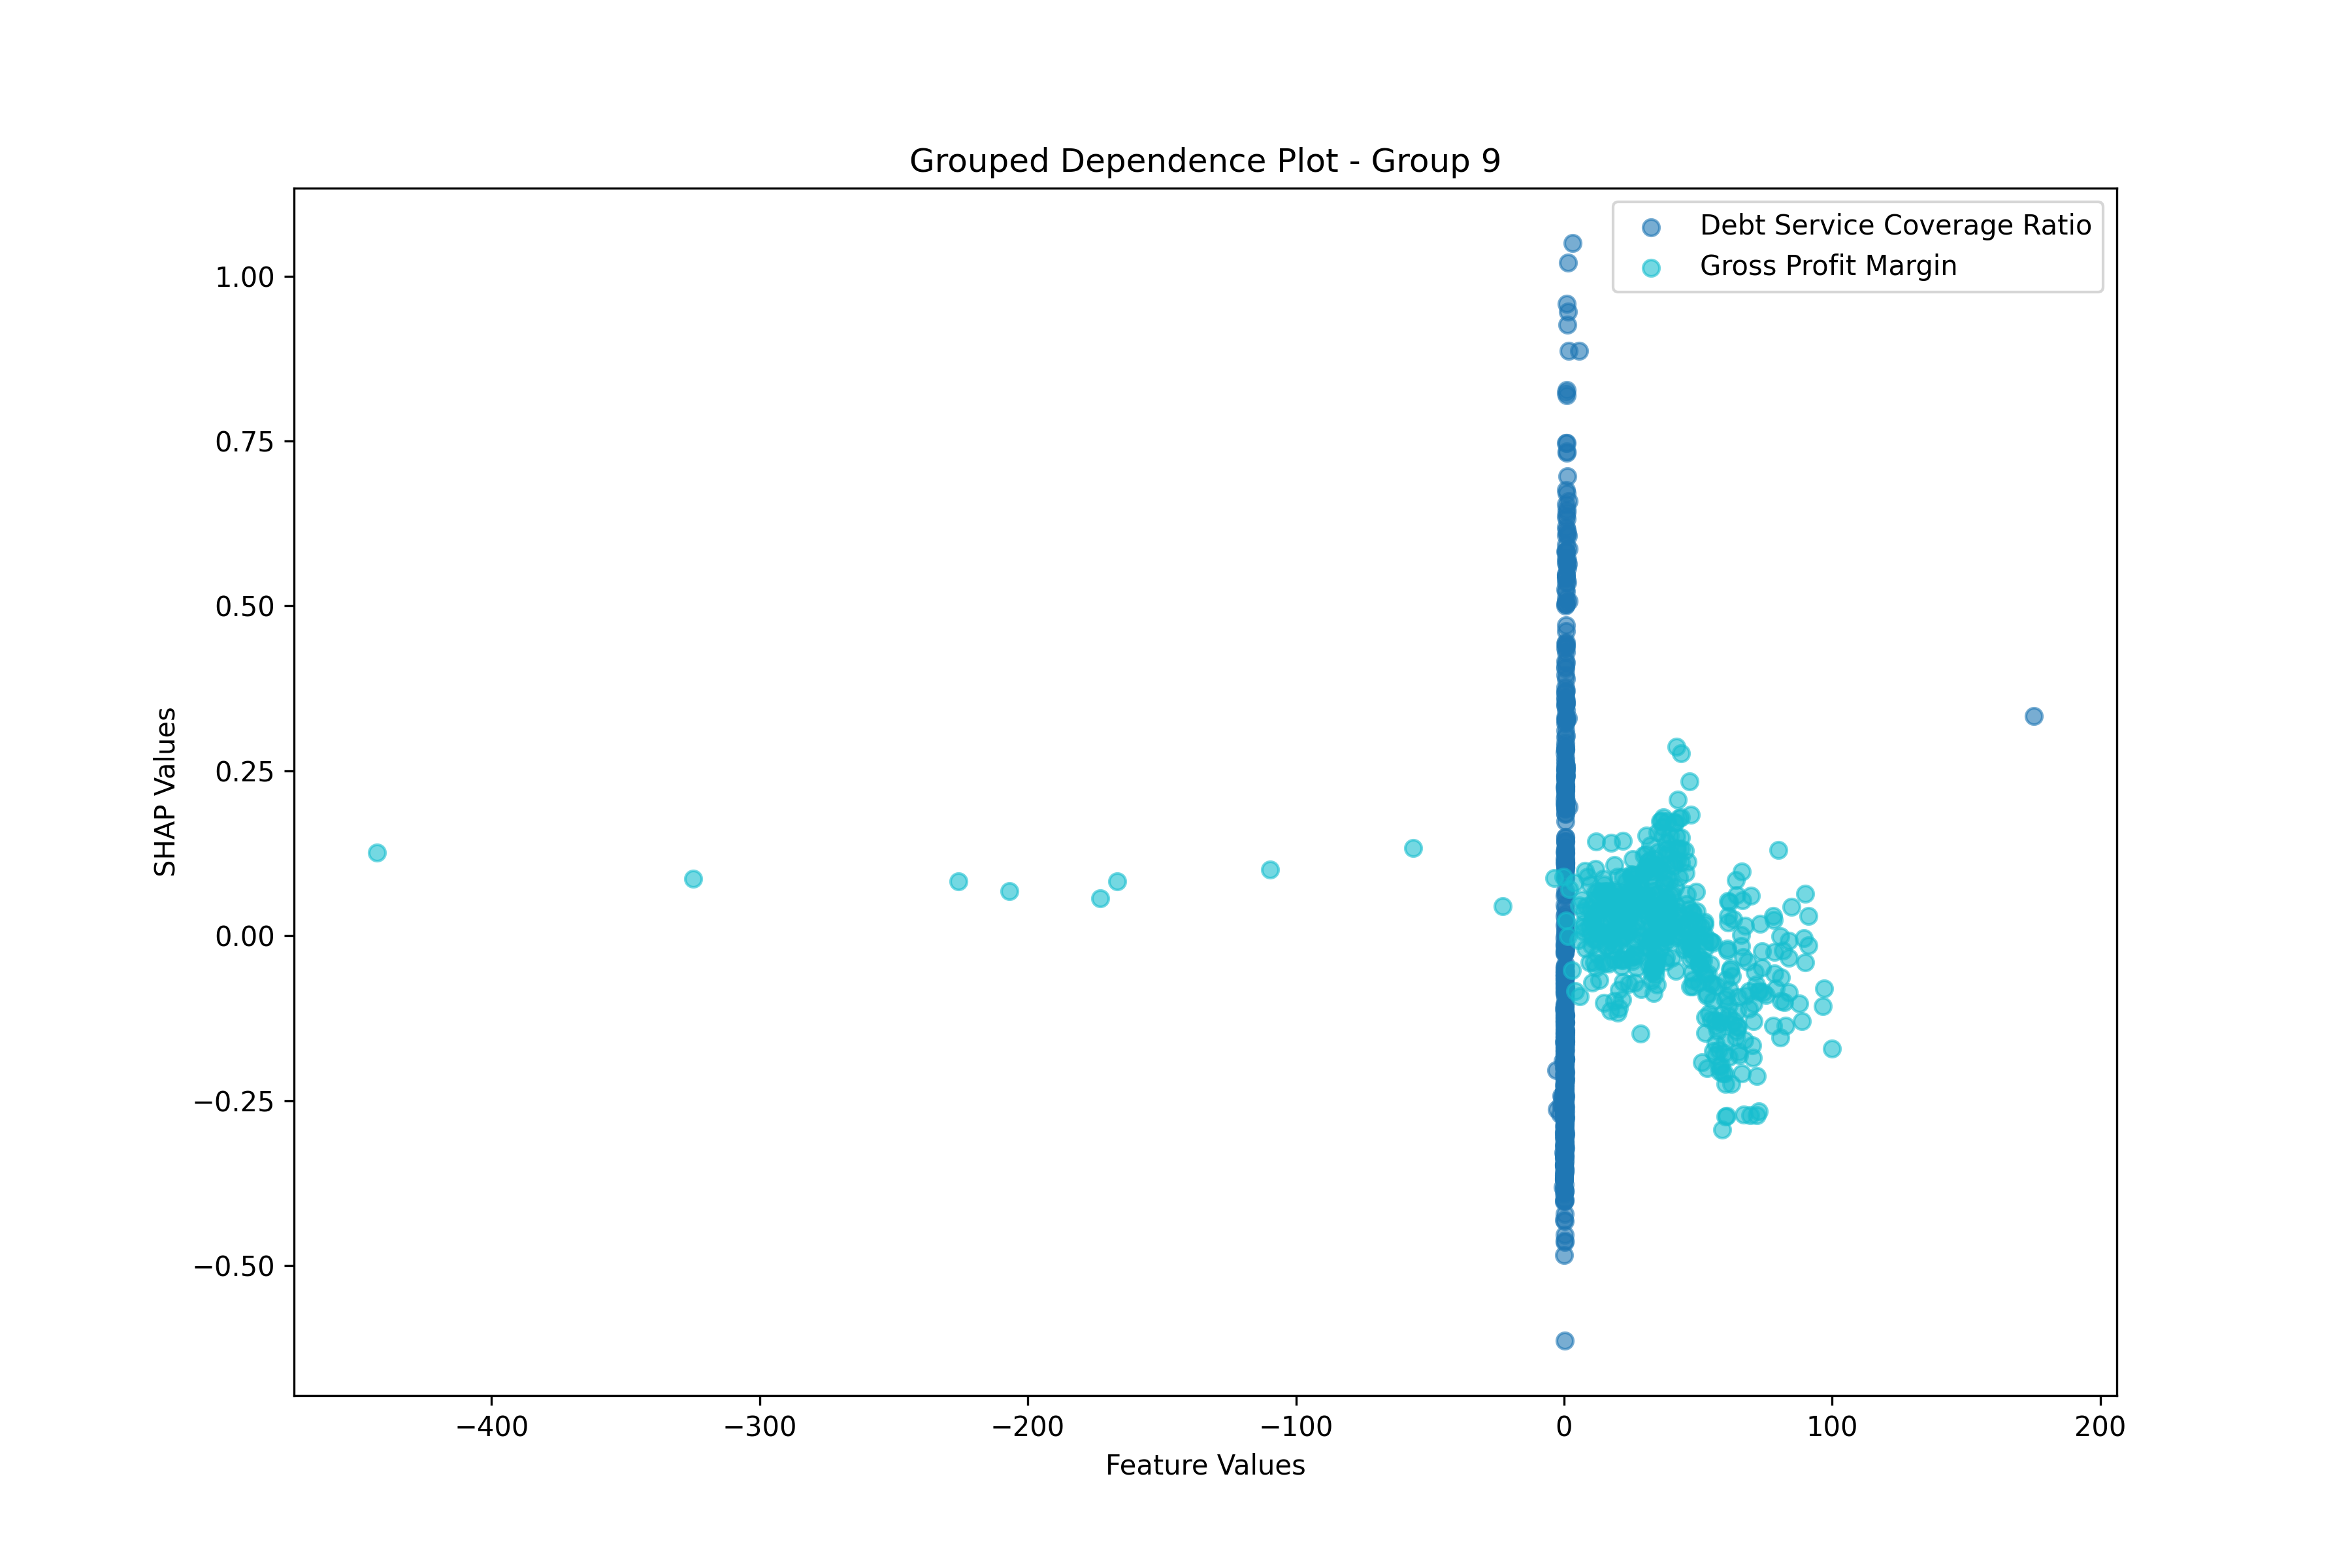 Grouped Dependence Plot - Group 9
Debt Service Coverage Ratio
Gross Profit Margin
1.00
0.75
0.50
0.25
0.00
−0.25
−0.50
SHAP Values
−400
−300
−200
−100
0
100
200
Feature Values